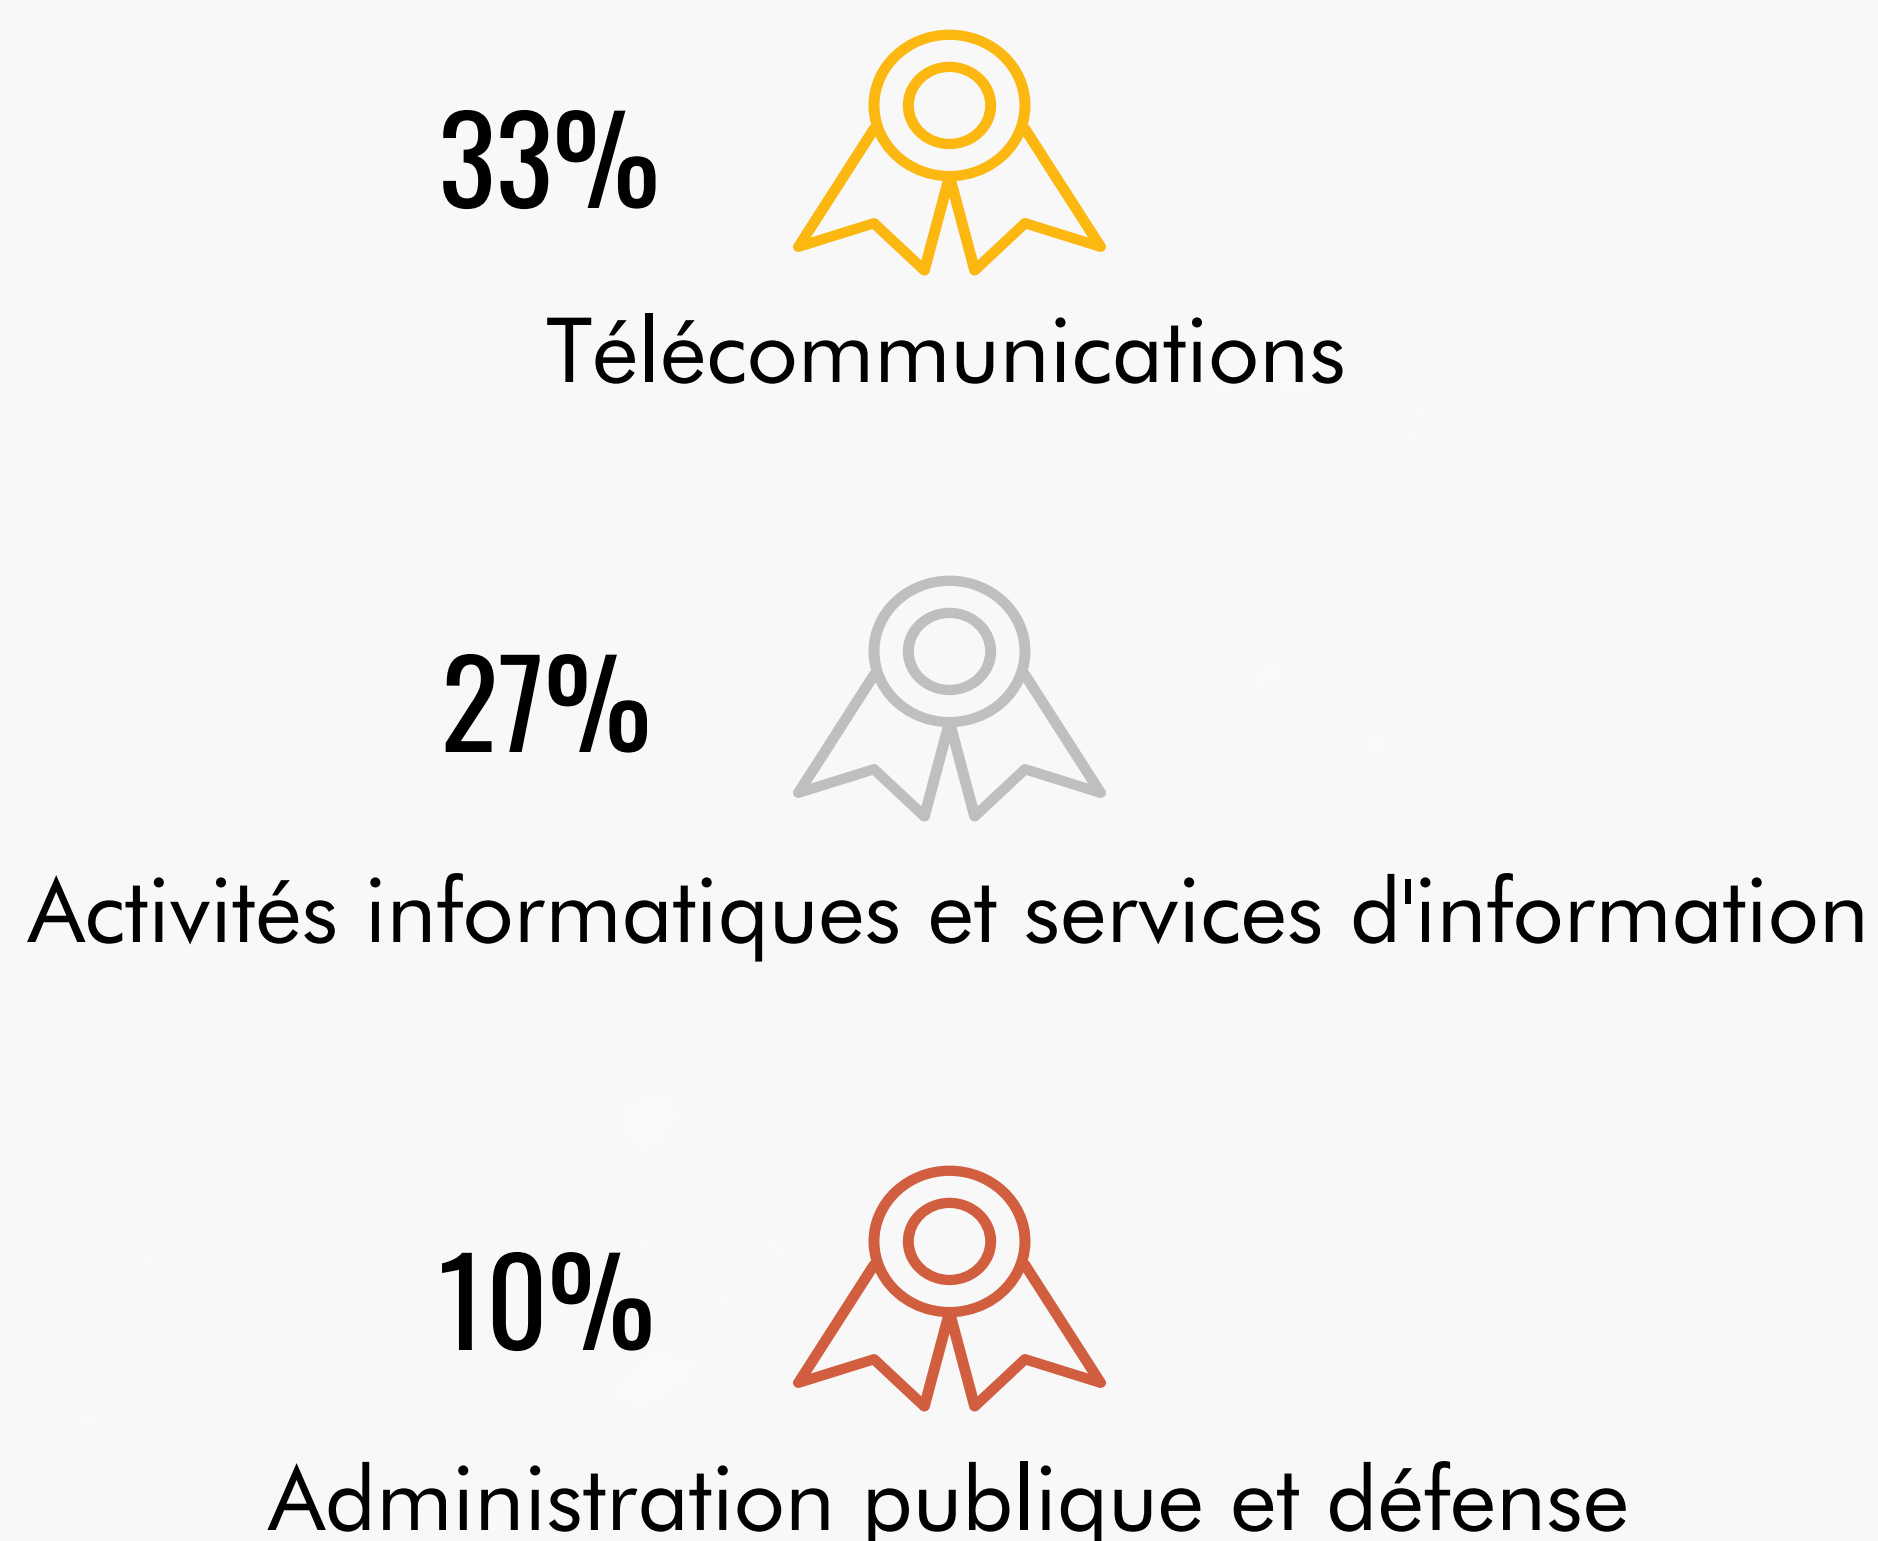 33%
Télécommunications
27%
Activités informatiques et services d'information
10%
Administration publique et défense